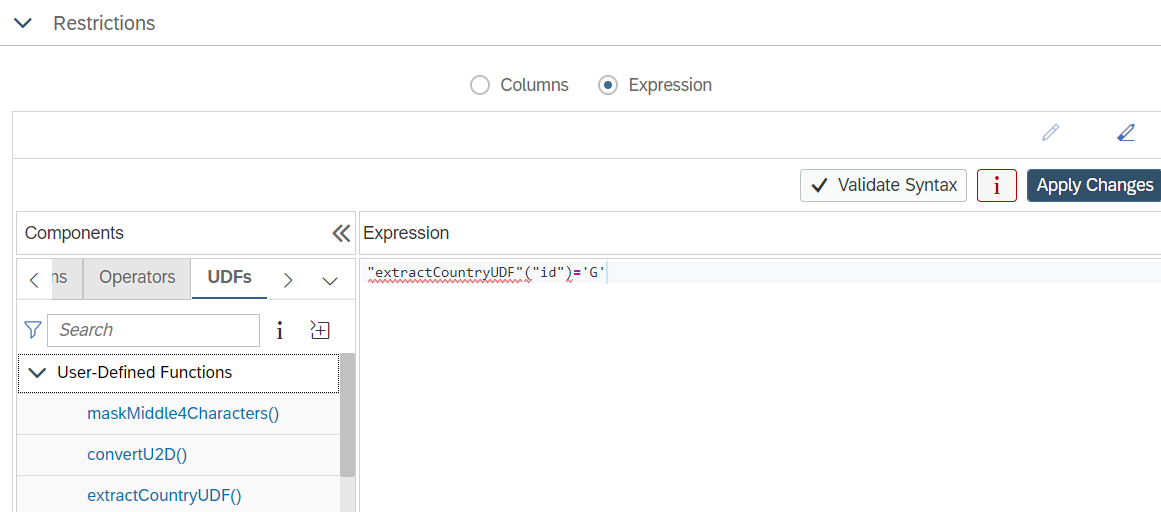 Restrictions
Columns Expression
Validate Syntax i Apply Changes
Components Expression
ns Operators UDFs
"extractCountryUDF"("id")='G'
Search i
User-Defined Functions
maskMiddle4Characters()
convertU2D()
extractCountryUDF()